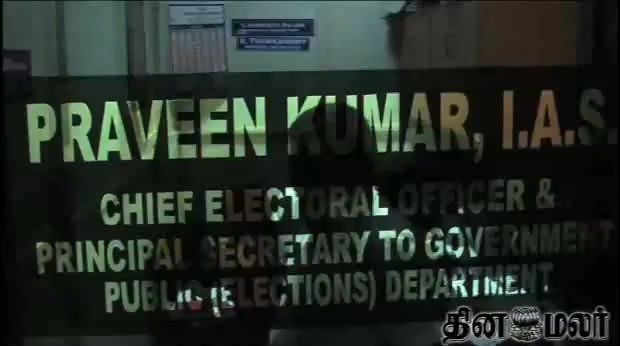 PRAVEEN KUMAR, I.A.S.
CHIEF ELECTORAL OFFICER &
PRINCIPAL SECRETARY TO GOVERNMENT
PUBLIC (ELECTIONS) DEPARTMENT
தினமலர்